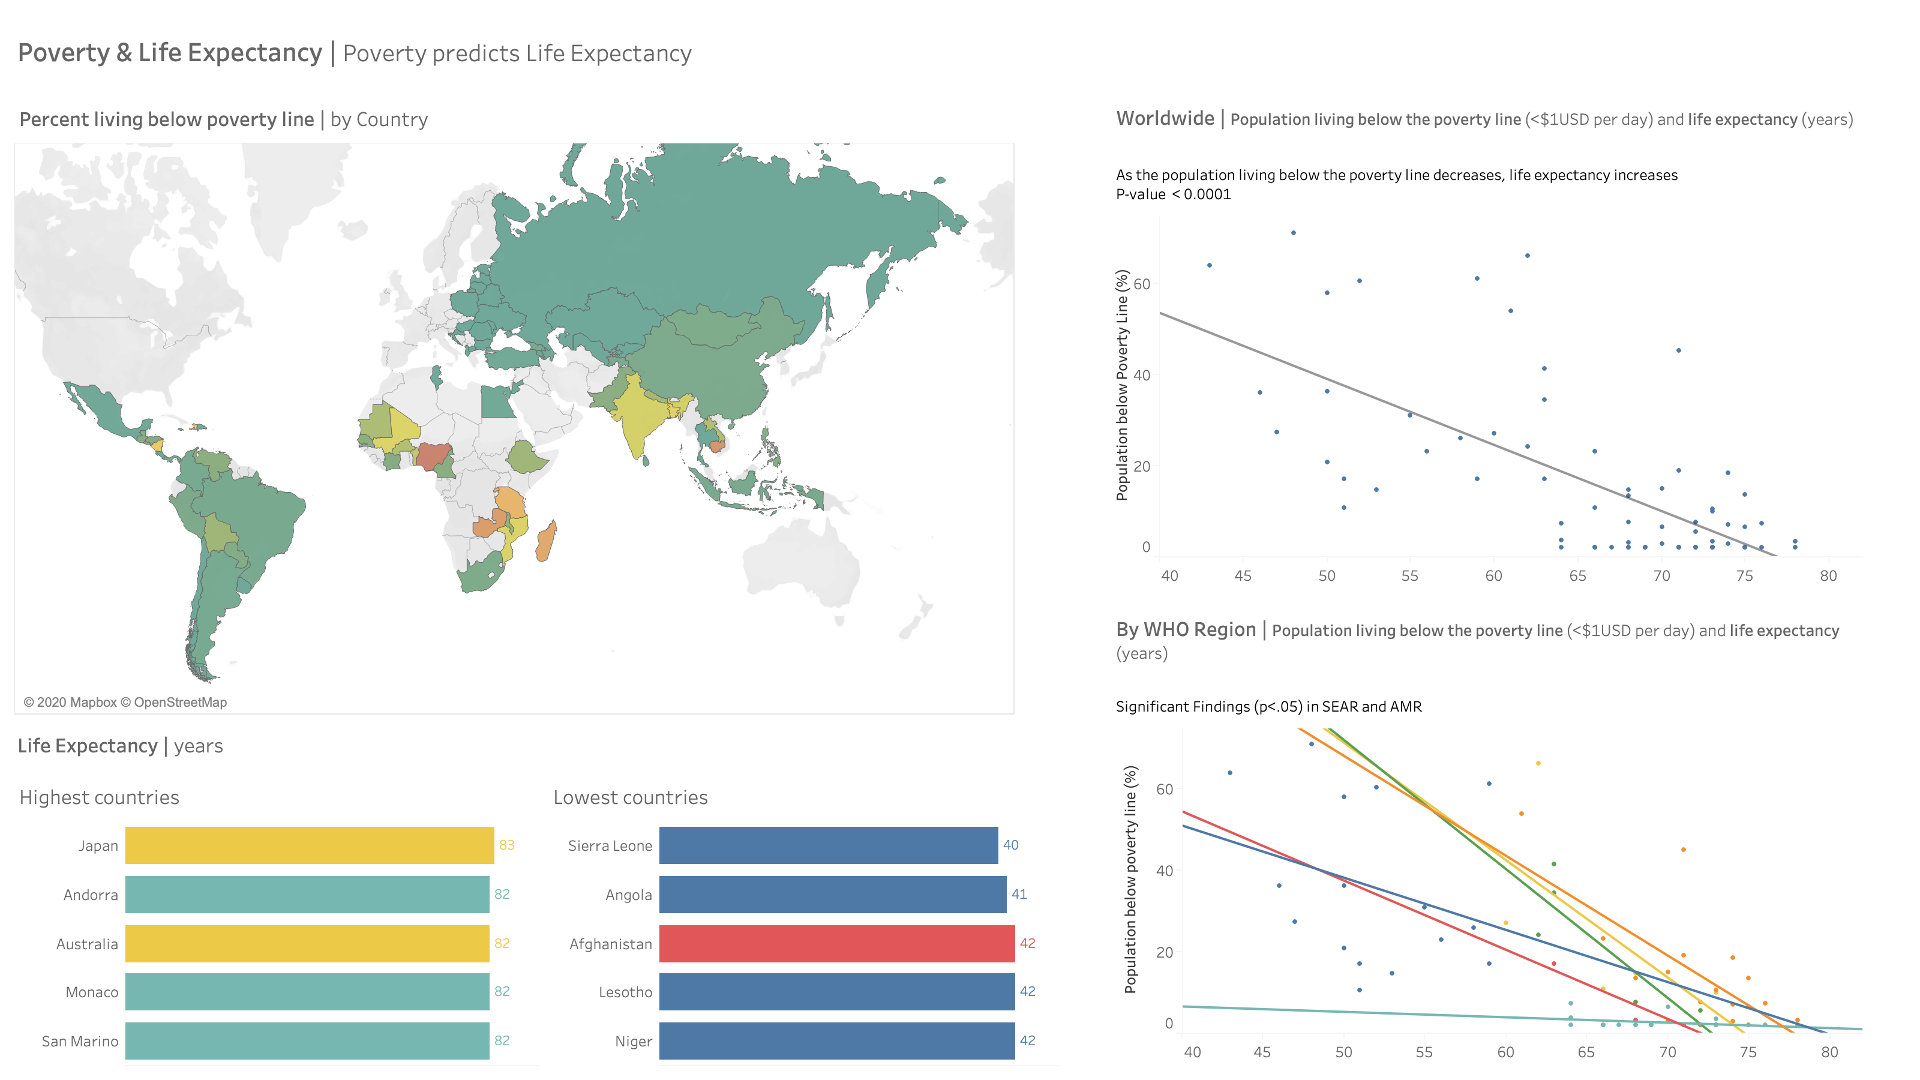 Poverty & Life Expectancy | Poverty predicts Life Expectancy
Percent living below poverty line | by Country
© 2020 Mapbox © OpenStreetMap
Life Expectancy | years
Highest countries
Japan 83
Andorra 82
Australia 82
Monaco 82
San Marino 82
Lowest countries
Sierra Leone 40
Angola 41
Afghanistan 42
Lesotho 42
Niger 42
Worldwide | Population living below the poverty line (<$1USD per day) and life expectancy (years)
As the population living below the poverty line decreases, life expectancy increases
P-value < 0.0001
Population below Poverty Line (%)
60
40
20
0
40 45 50 55 60 65 70 75 80
By WHO Region | Population living below the poverty line (<$1USD per day) and life expectancy
(years)
Significant Findings (p<.05) in SEAR and AMR
Population below poverty line (%)
60
40
20
0
40 45 50 55 60 65 70 75 80